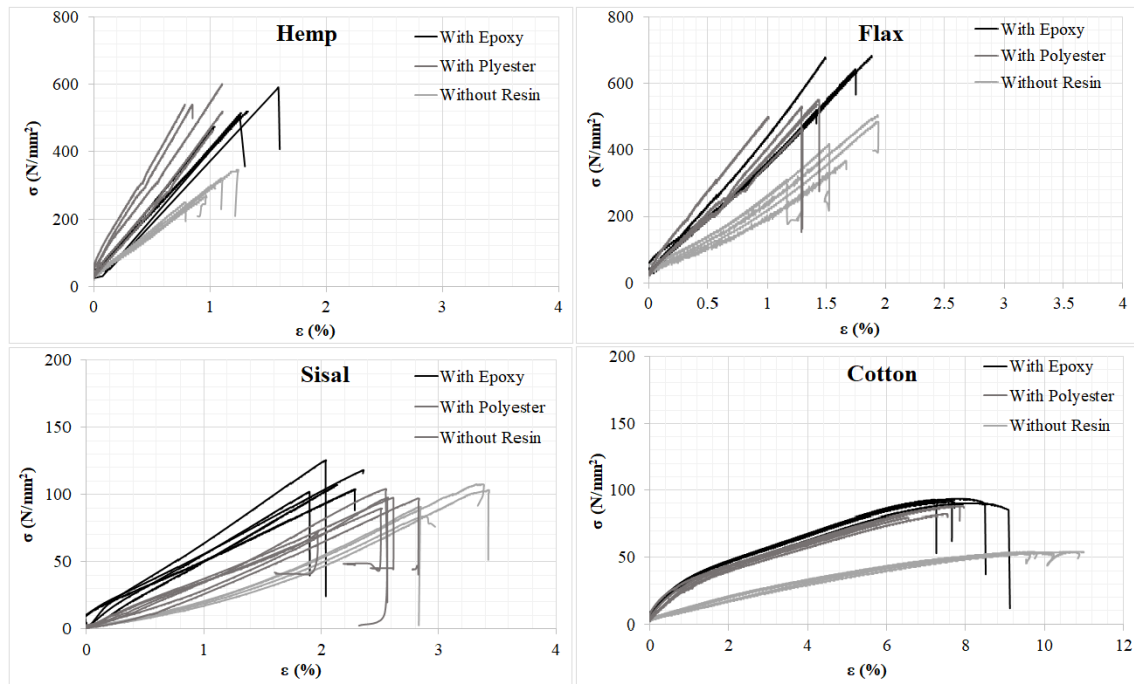 Hemp
With Epoxy
With Plyester
Without Resin
800
600
400
200
0
σ (N/mm²)
0 1 2 3 4
ε (%)
Flax
With Epoxy
With Polyester
Without Resin
800
600
400
200
0
σ (N/mm²)
0 0.5 1 1.5 2 2.5 3 3.5 4
ε (%)
Sisal
With Epoxy
With Polyester
Without Resin
200
150
100
50
0
σ (N/mm²)
0 1 2 3 4
ε (%)
Cotton
With Epoxy
With Polyester
Without Resin
200
150
100
50
0
σ (N/mm²)
0 2 4 6 8 10 12
ε (%)